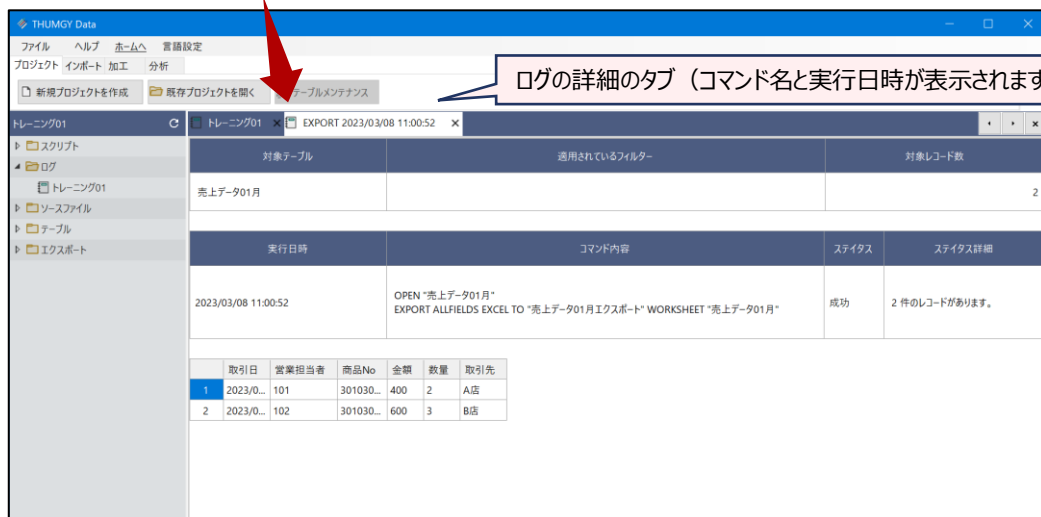 THUMGY Data
ファイル ヘルプ ホームへ 言語設定
プロジェクト インポート 加工 分析
新規プロジェクトを作成 既存プロジェクトを開く テーブルメンテナンス
ログの詳細のタブ（コマンド名と実行日時が表示されます
トレーニング01
トレーニング01 EXPORT 2023/03/08 11:00:52
スクリプト
ログ
トレーニング01
ソースファイル
テーブル
エクスポート
対象テーブル 適用されているフィルター 対象レコード数
売上データ01月 2
実行日時 コマンド内容 ステイタス ステイタス詳細
2023/03/08 11:00:52
OPEN "売上データ01月"
EXPORT ALLFIELDS EXCEL TO "売上データ01月エクスポート" WORKSHEET "売上データ01月"
成功
2 件のレコードがあります。
取引日 営業担当者 商品No 金額 数量 取引先
1 2023/0... 101 301030... 400 2 A店
2 2023/0... 102 301030... 600 3 B店